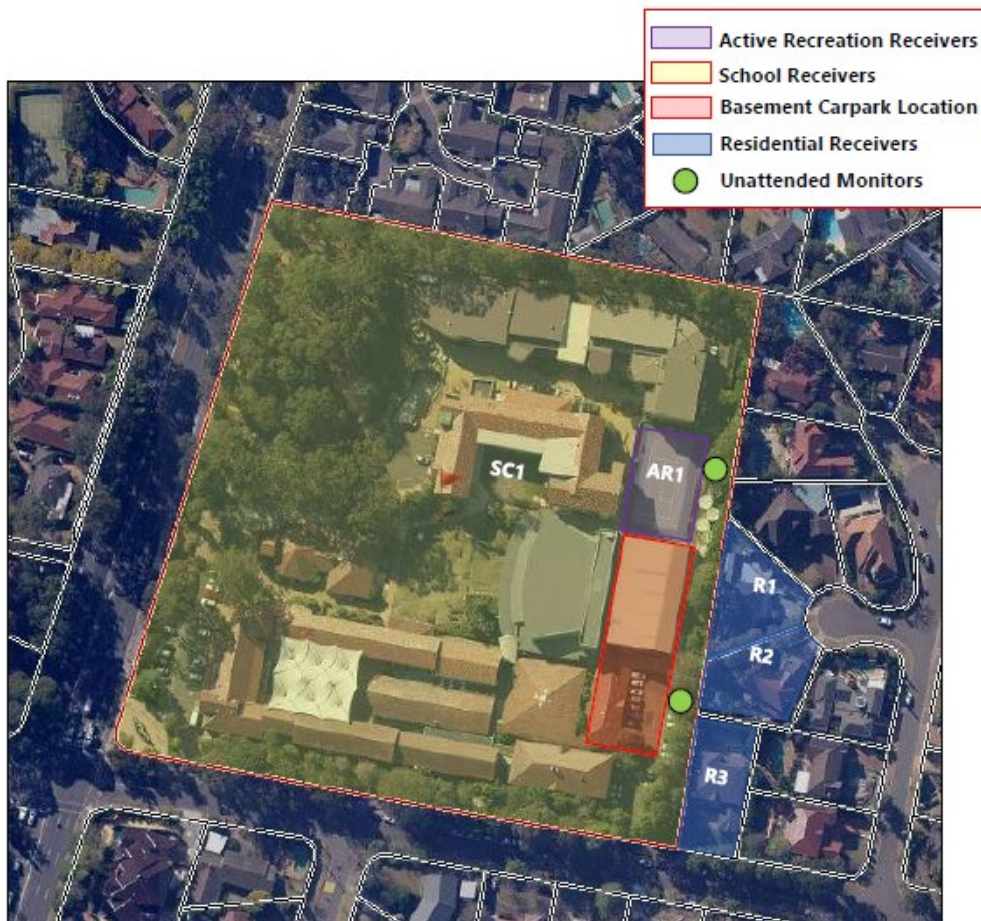 Active Recreation Receivers
School Receivers
Basement Carpark Location
Residential Receivers
Unattended Monitors
SC1
AR1
R1
R2
R3